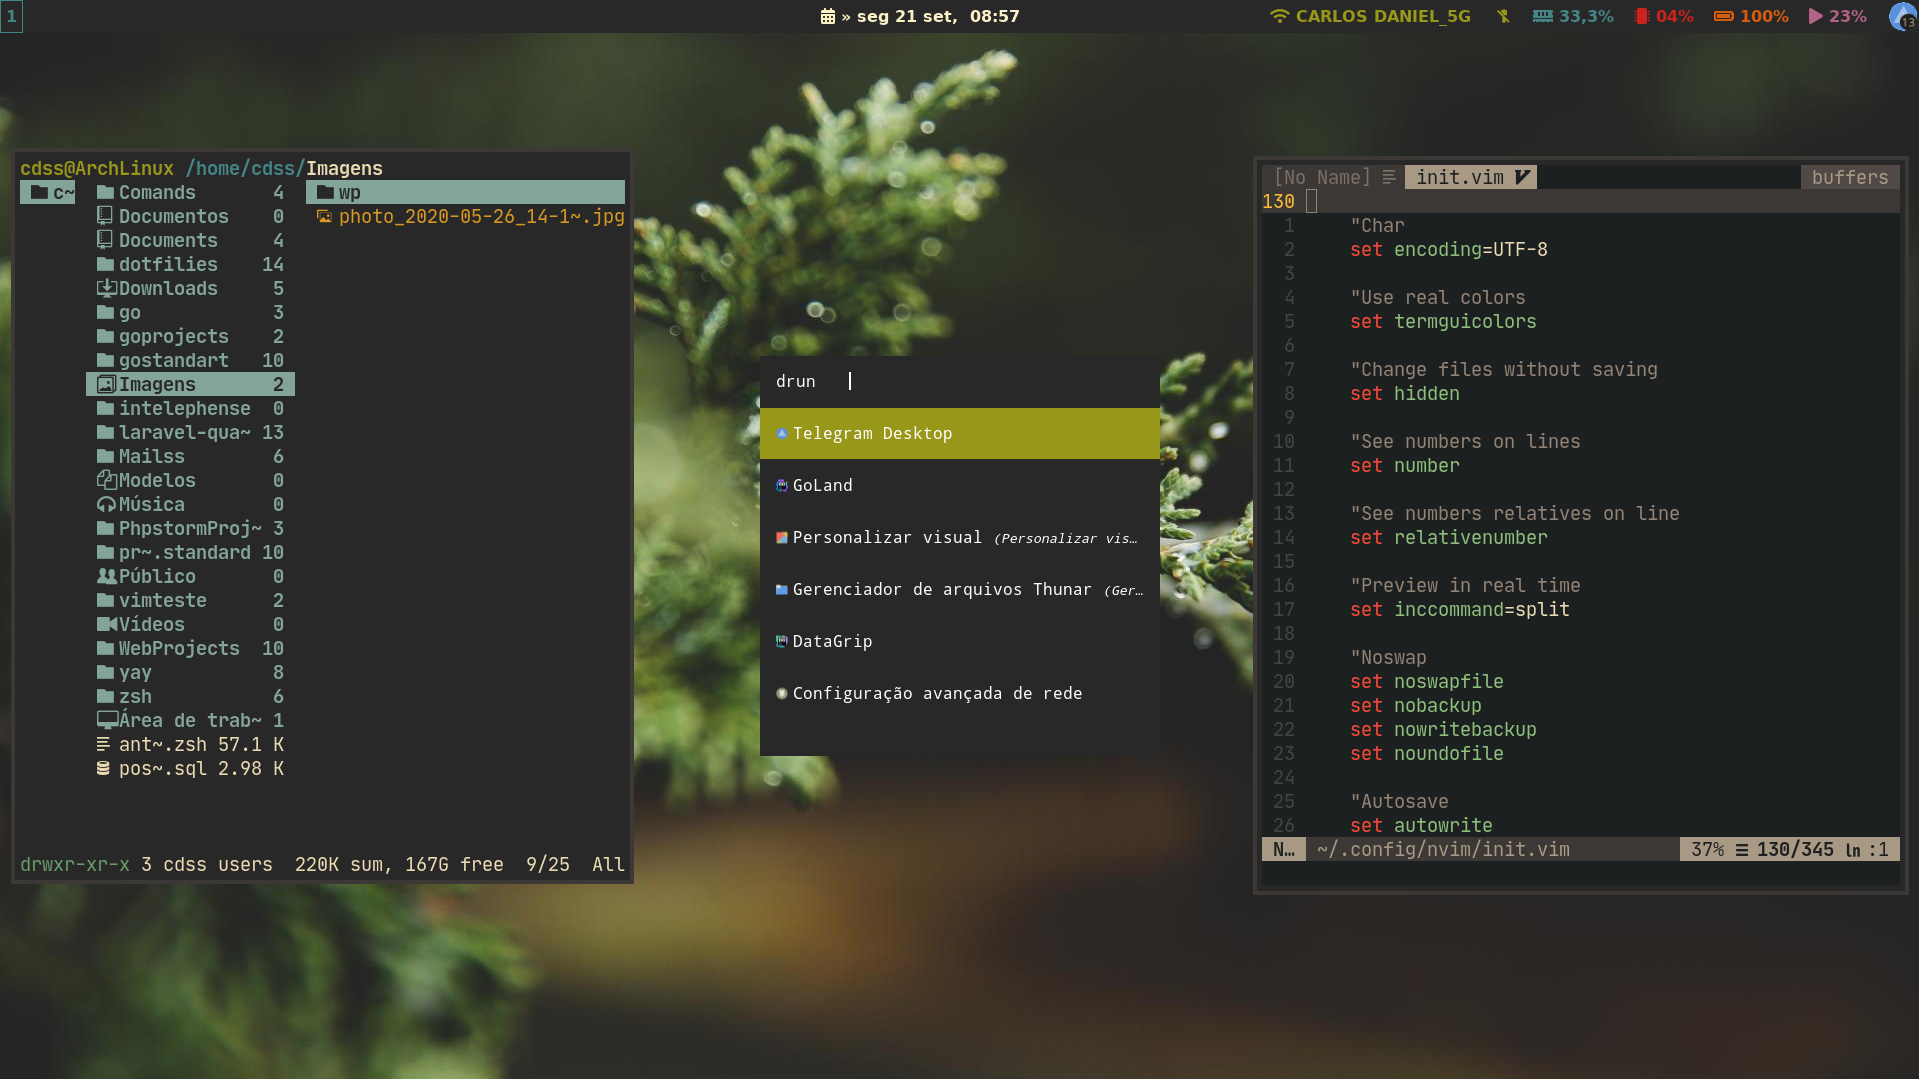 1
» seg 21 set, 08:57
CARLOS DANIEL_5G 33,3% 04% 100% 23% 13
cdss@ArchLinux /home/cdss/Imagens
c~
Comands 4
Documentos 0
Documents 4
dotfilies 14
Downloads 5
go 3
goprojects 2
gostandart 10
Imagens 2
intelephense 0
laravel-qua~ 13
Mailss 6
Modelos 0
Música 0
PhpstormProj~ 3
pr~.standard 10
Público 0
vimteste 2
Vídeos 0
WebProjects 10
yay 8
zsh 6
Área de trab~ 1
ant~.zsh 57.1 K
pos~.sql 2.98 K
wp
photo_2020-05-26_14-1~.jpg
drwxr-xr-x 3 cdss users 220K sum, 167G free 9/25 All
drun
Telegram Desktop
GoLand
Personalizar visual (Personalizar vis…
Gerenciador de arquivos Thunar (Ger…
DataGrip
Configuração avançada de rede
[No Name] init.vim buffers
130
1 "Char
2 set encoding=UTF-8
3
4 "Use real colors
5 set termguicolors
6
7 "Change files without saving
8 set hidden
9
10 "See numbers on lines
11 set number
12
13 "See numbers relatives on line
14 set relativenumber
15
16 "Preview in real time
17 set inccommand=split
18
19 "Noswap
20 set noswapfile
21 set nobackup
22 set nowritebackup
23 set noundofile
24
25 "Autosave
26 set autowrite
N… ~/.config/nvim/init.vim 37% ☰ 130/345 ln :1